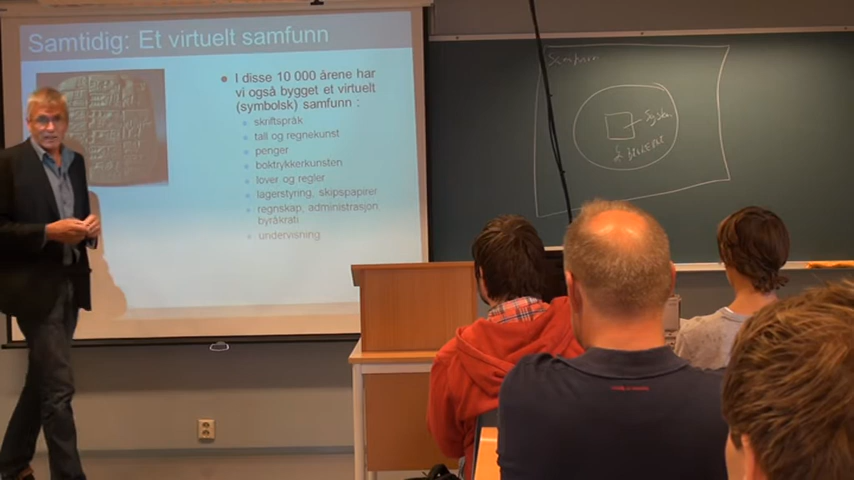 Samtidig: Et virtuelt samfunn
I disse 10 000 årene har
vi også bygget et virtuelt
(symbolsk) samfunn :
skriftspråk
tall og regnekunst
penger
boktrykkerkunsten
lover og regler
lagerstyring, skipspapirer
regnskap, administrasjon
byråkrati
undervisning
Samfunn